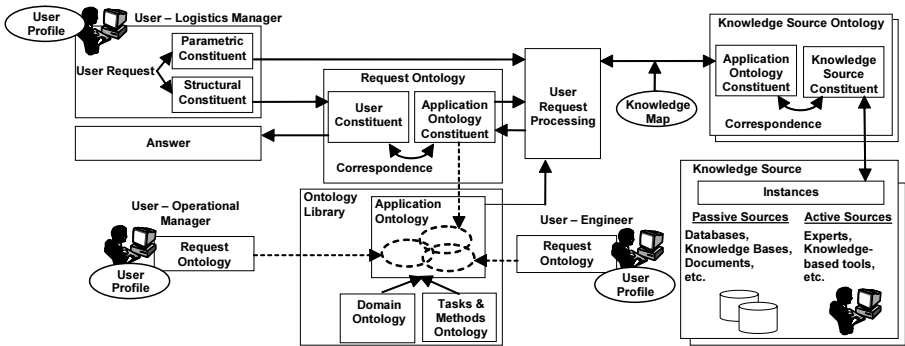 User
Profile
User – Logistics Manager
User Request
Parametric
Constituent
Structural
Constituent
Answer
Request Ontology
User
Constituent
Application
Ontology
Constituent
Correspondence
User
Request
Processing
Knowledge
Map
Knowledge Source Ontology
Application
Ontology
Constituent
Knowledge
Source
Constituent
Correspondence
Knowledge Source
Instances
Passive Sources
Databases,
Knowledge Bases,
Documents,
etc.
Active Sources
Experts,
Knowledge-
based tools,
etc.
User – Operational
Manager
Request
Ontology
User
Profile
Ontology
Library
Application
Ontology
Domain
Ontology
Tasks &
Methods
Ontology
User – Engineer
Request
Ontology
User
Profile